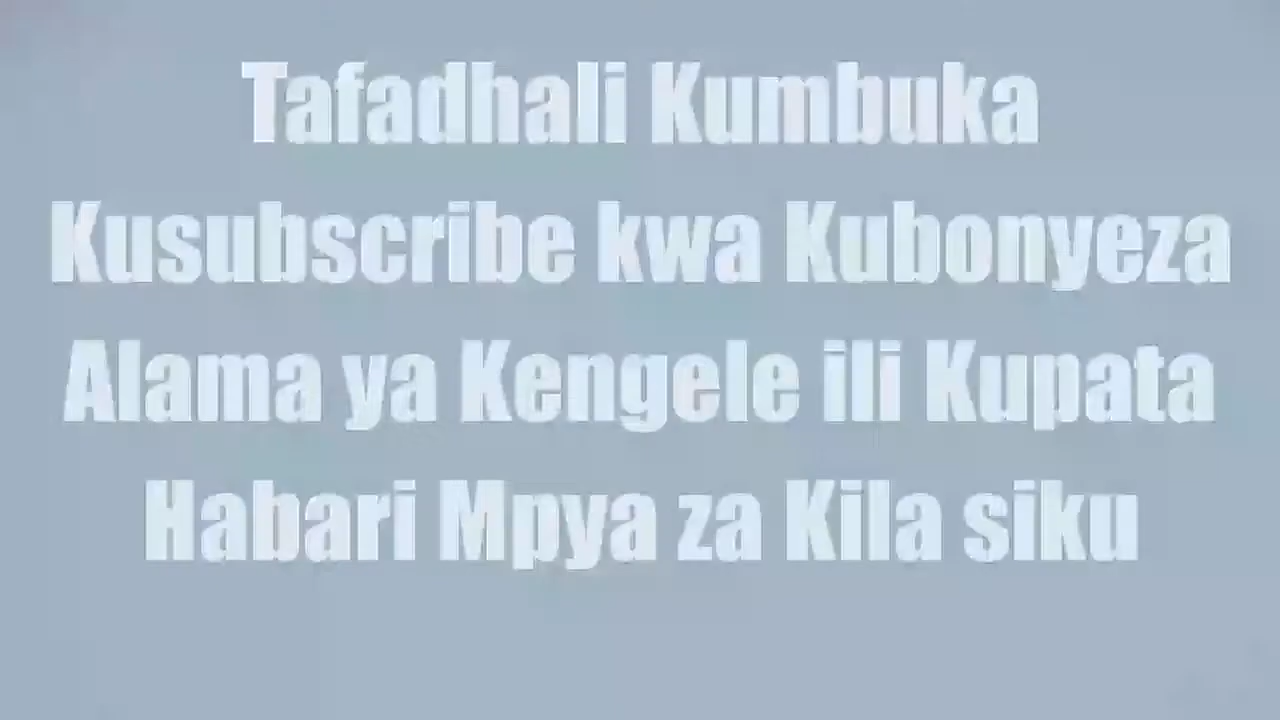 Tafadhali Kumbuka
Kusubscribe kwa Kubonyeza
Alama ya Kengele ili Kupata
Habari Mpya za Kila siku